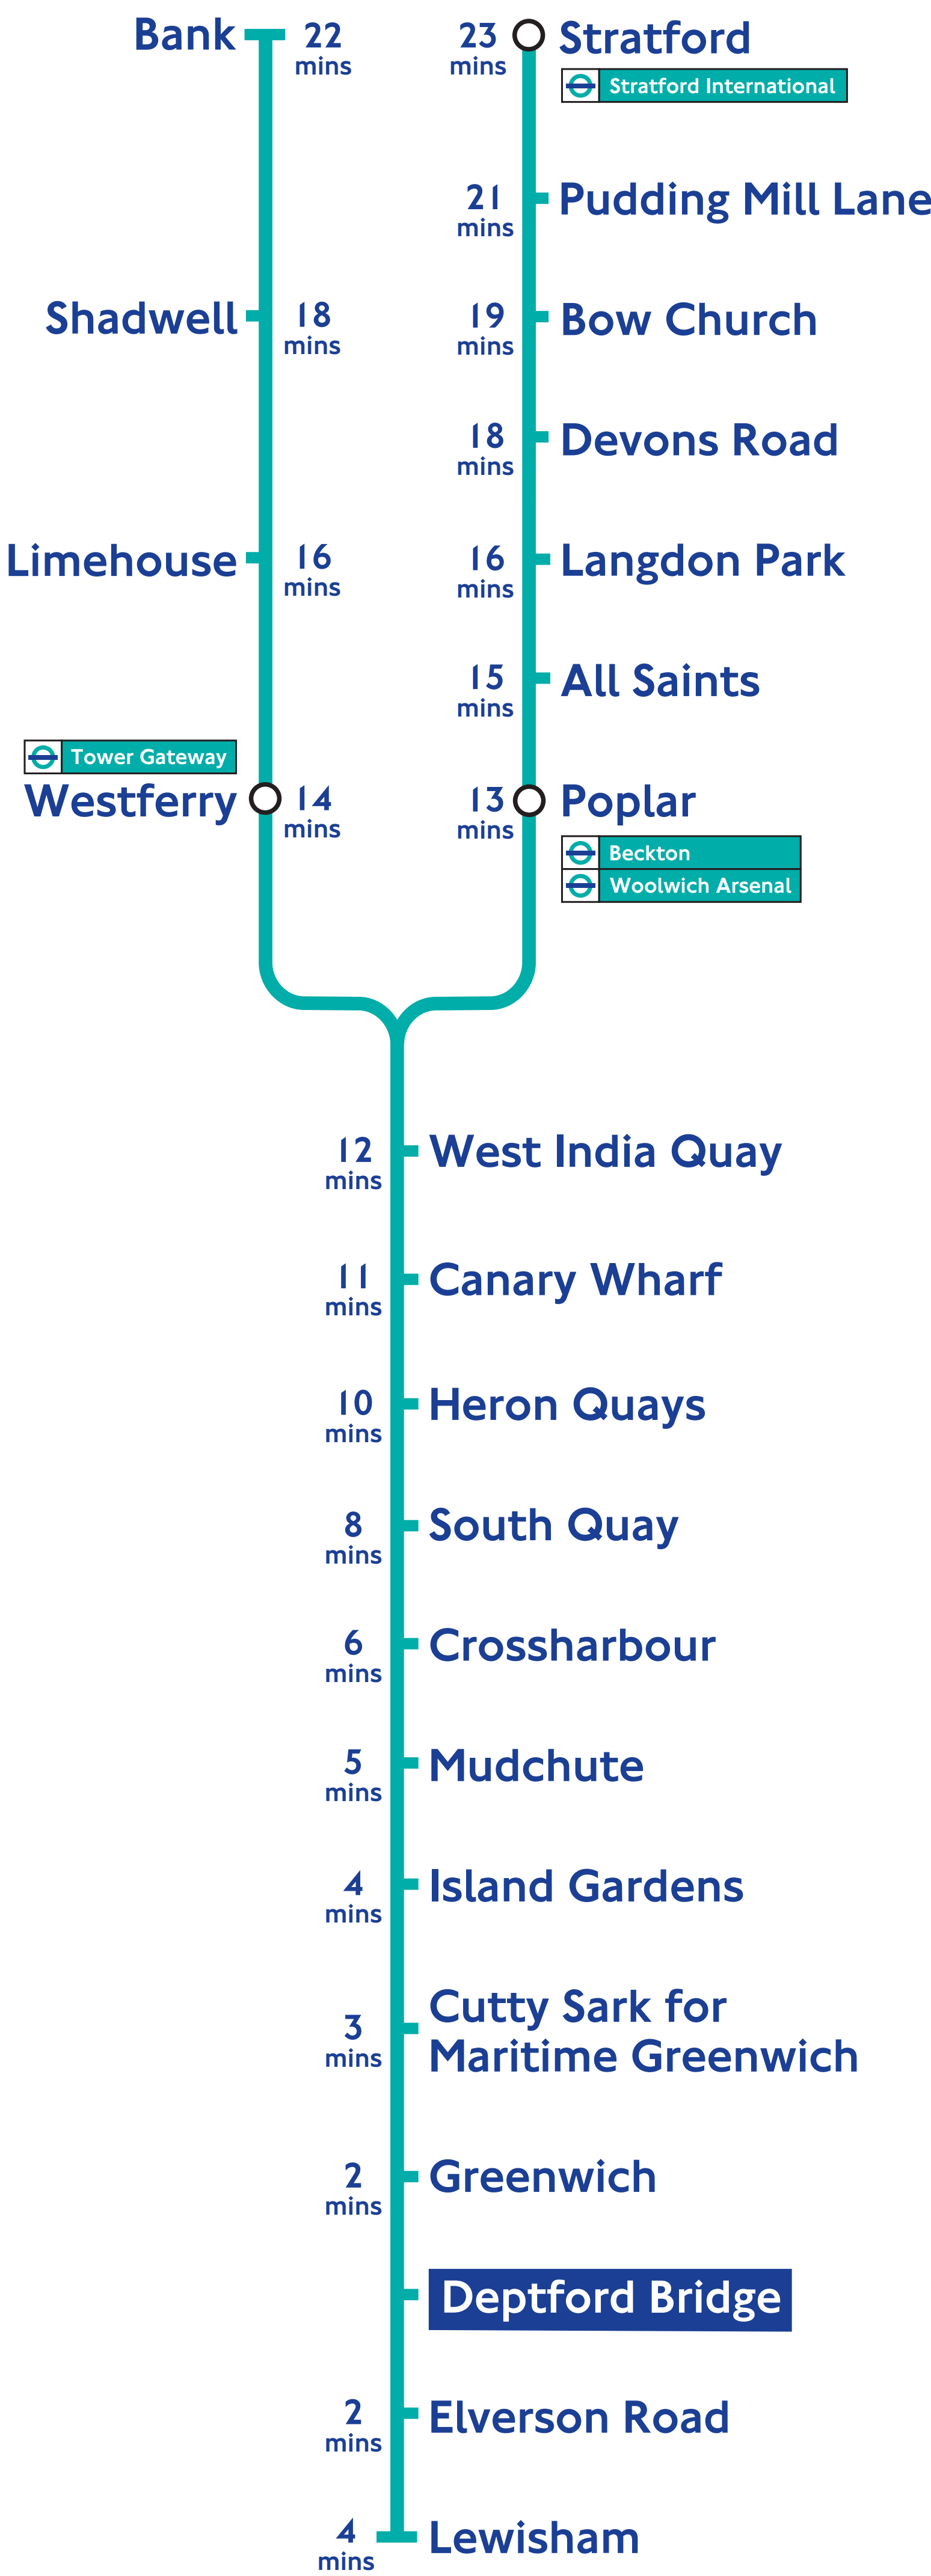 Bank
22
mins
Shadwell
18
mins
Limehouse
16
mins
Tower Gateway
Westferry
14
mins
23
mins
Stratford
Stratford International
21
mins
Pudding Mill Lane
19
mins
Bow Church
18
mins
Devons Road
16
mins
Langdon Park
15
mins
All Saints
13
mins
Poplar
Beckton
Woolwich Arsenal
12
mins
West India Quay
11
mins
Canary Wharf
10
mins
Heron Quays
8
mins
South Quay
6
mins
Crossharbour
5
mins
Mudchute
4
mins
Island Gardens
3
mins
Cutty Sark for
Maritime Greenwich
2
mins
Greenwich
Deptford Bridge
2
mins
Elverson Road
4
mins
Lewisham